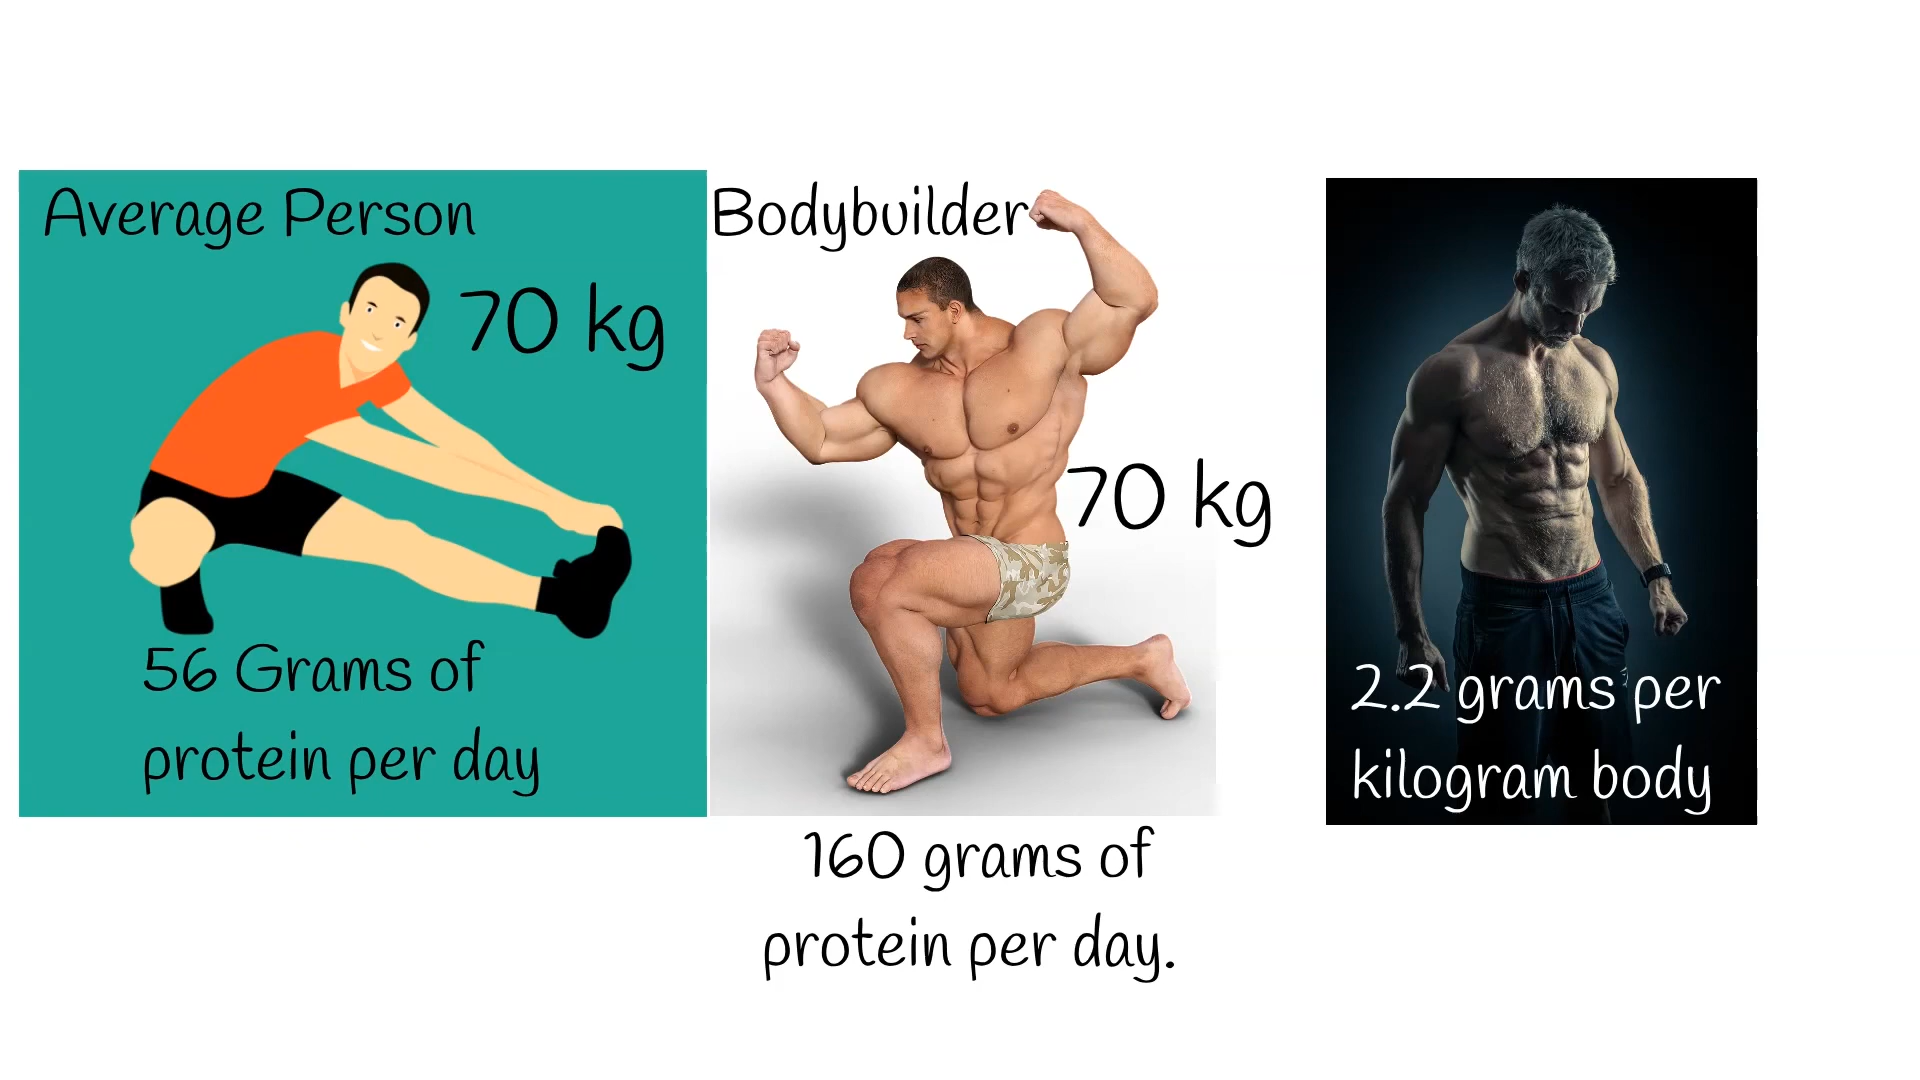 Average Person
70 kg
56 Grams of
protein per day
Bodybuilder
70 kg
160 grams of
protein per day.
2.2 grams per
kilogram body